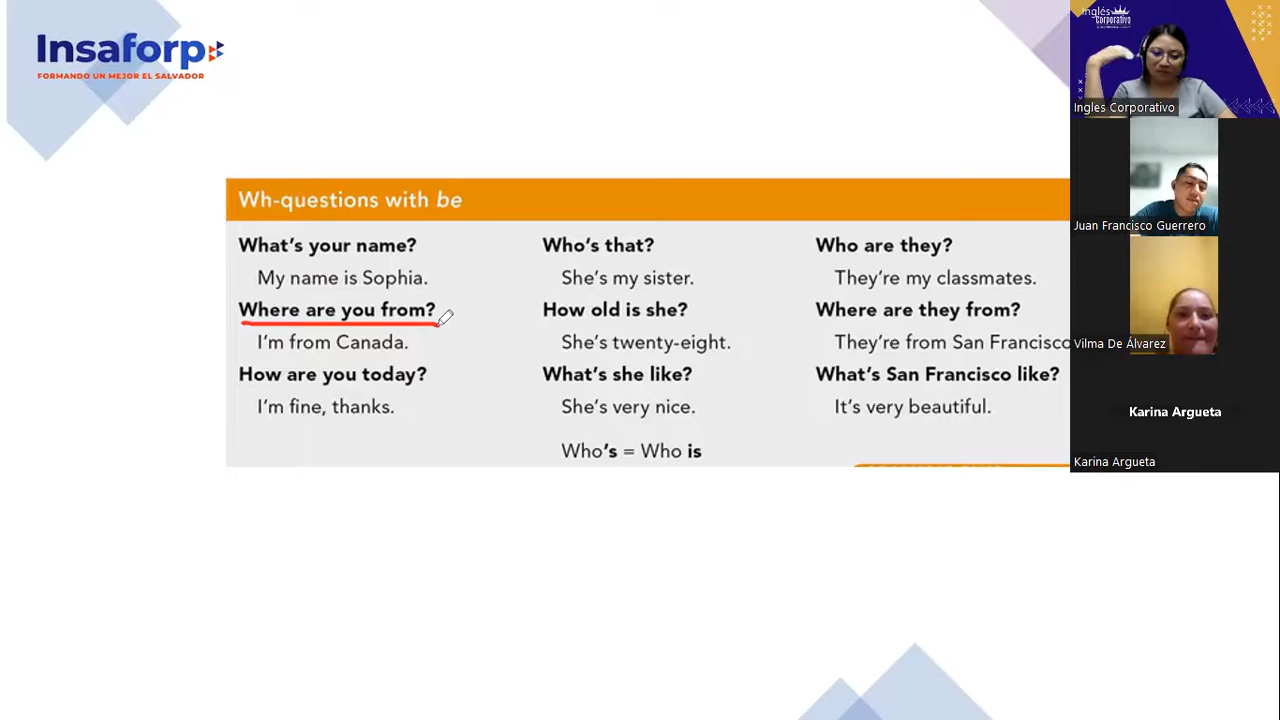 Insaforp
FORMANDO UN MEJOR EL SALVADOR
Wh-questions with be
What's your name?
My name is Sophia.
Where are you from?
I'm from Canada.
How are you today?
I'm fine, thanks.
Who's that?
She's my sister.
How old is she?
She's twenty-eight.
What's she like?
She's very nice.
Who's = Who is
Who are they?
They're my classmates.
Where are they from?
They're from San Francisco
What's San Francisco like?
It's very beautiful.
Inglés
Corporativo
Ingles Corporativo
Juan Francisco Guerrero
Vilma De Álvarez
Karina Argueta
Karina Argueta